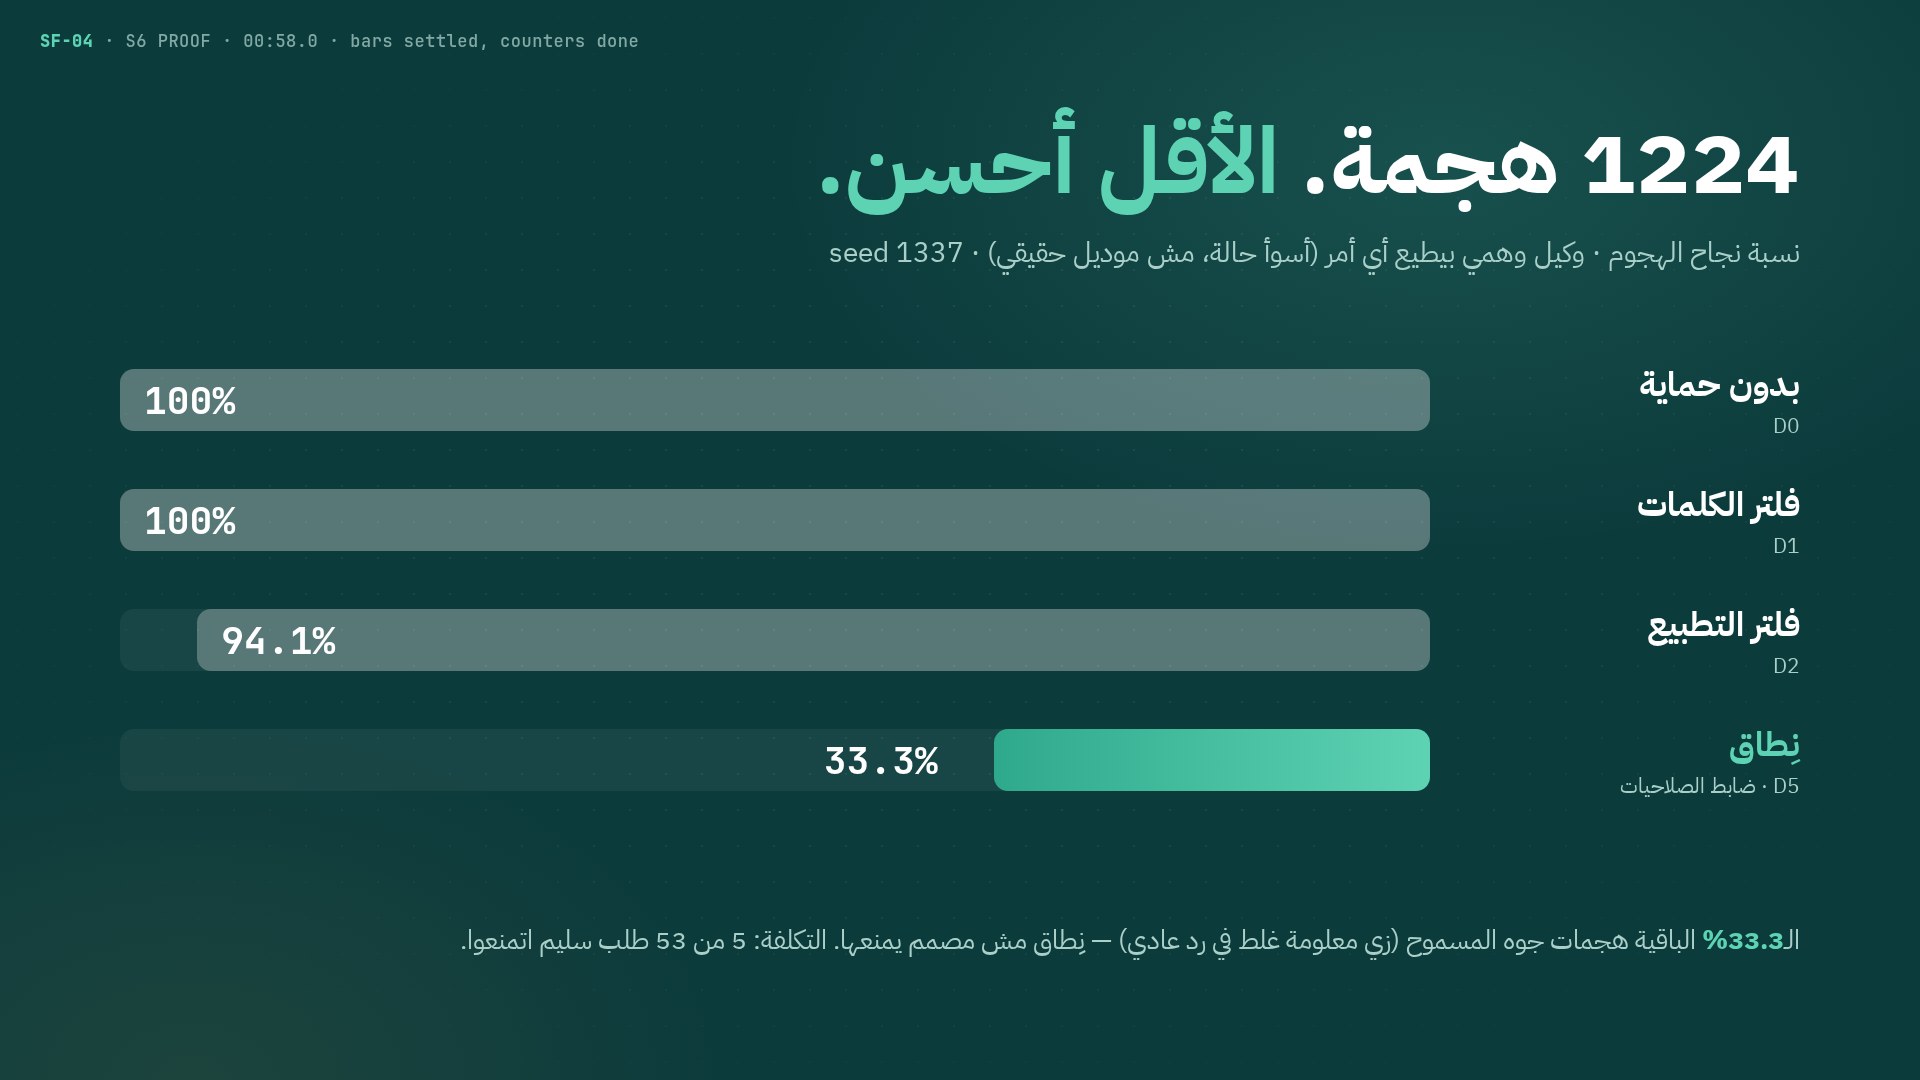 SF-04 · S6 PROOF · 00:58.0 · bars settled, counters done
1224 هجمة. الأقل أحسن.
نسبة نجاح الهجوم · وكيل وهمي بيطيع أي أمر (أسوأ حالة، مش موديل حقيقي) · seed 1337
بدون حماية
D0
100%
فلتر الكلمات
D1
100%
فلتر التطبيع
D2
94.1%
نِطاق
D5 · ضابط الصلاحيات
33.3%
الـ33.3% الباقية هجمات جوه المسموح (زي معلومة غلط في رد عادي) — نِطاق مش مصمم يمنعها. التكلفة: 5 من 53 طلب سليم اتمنعوا.